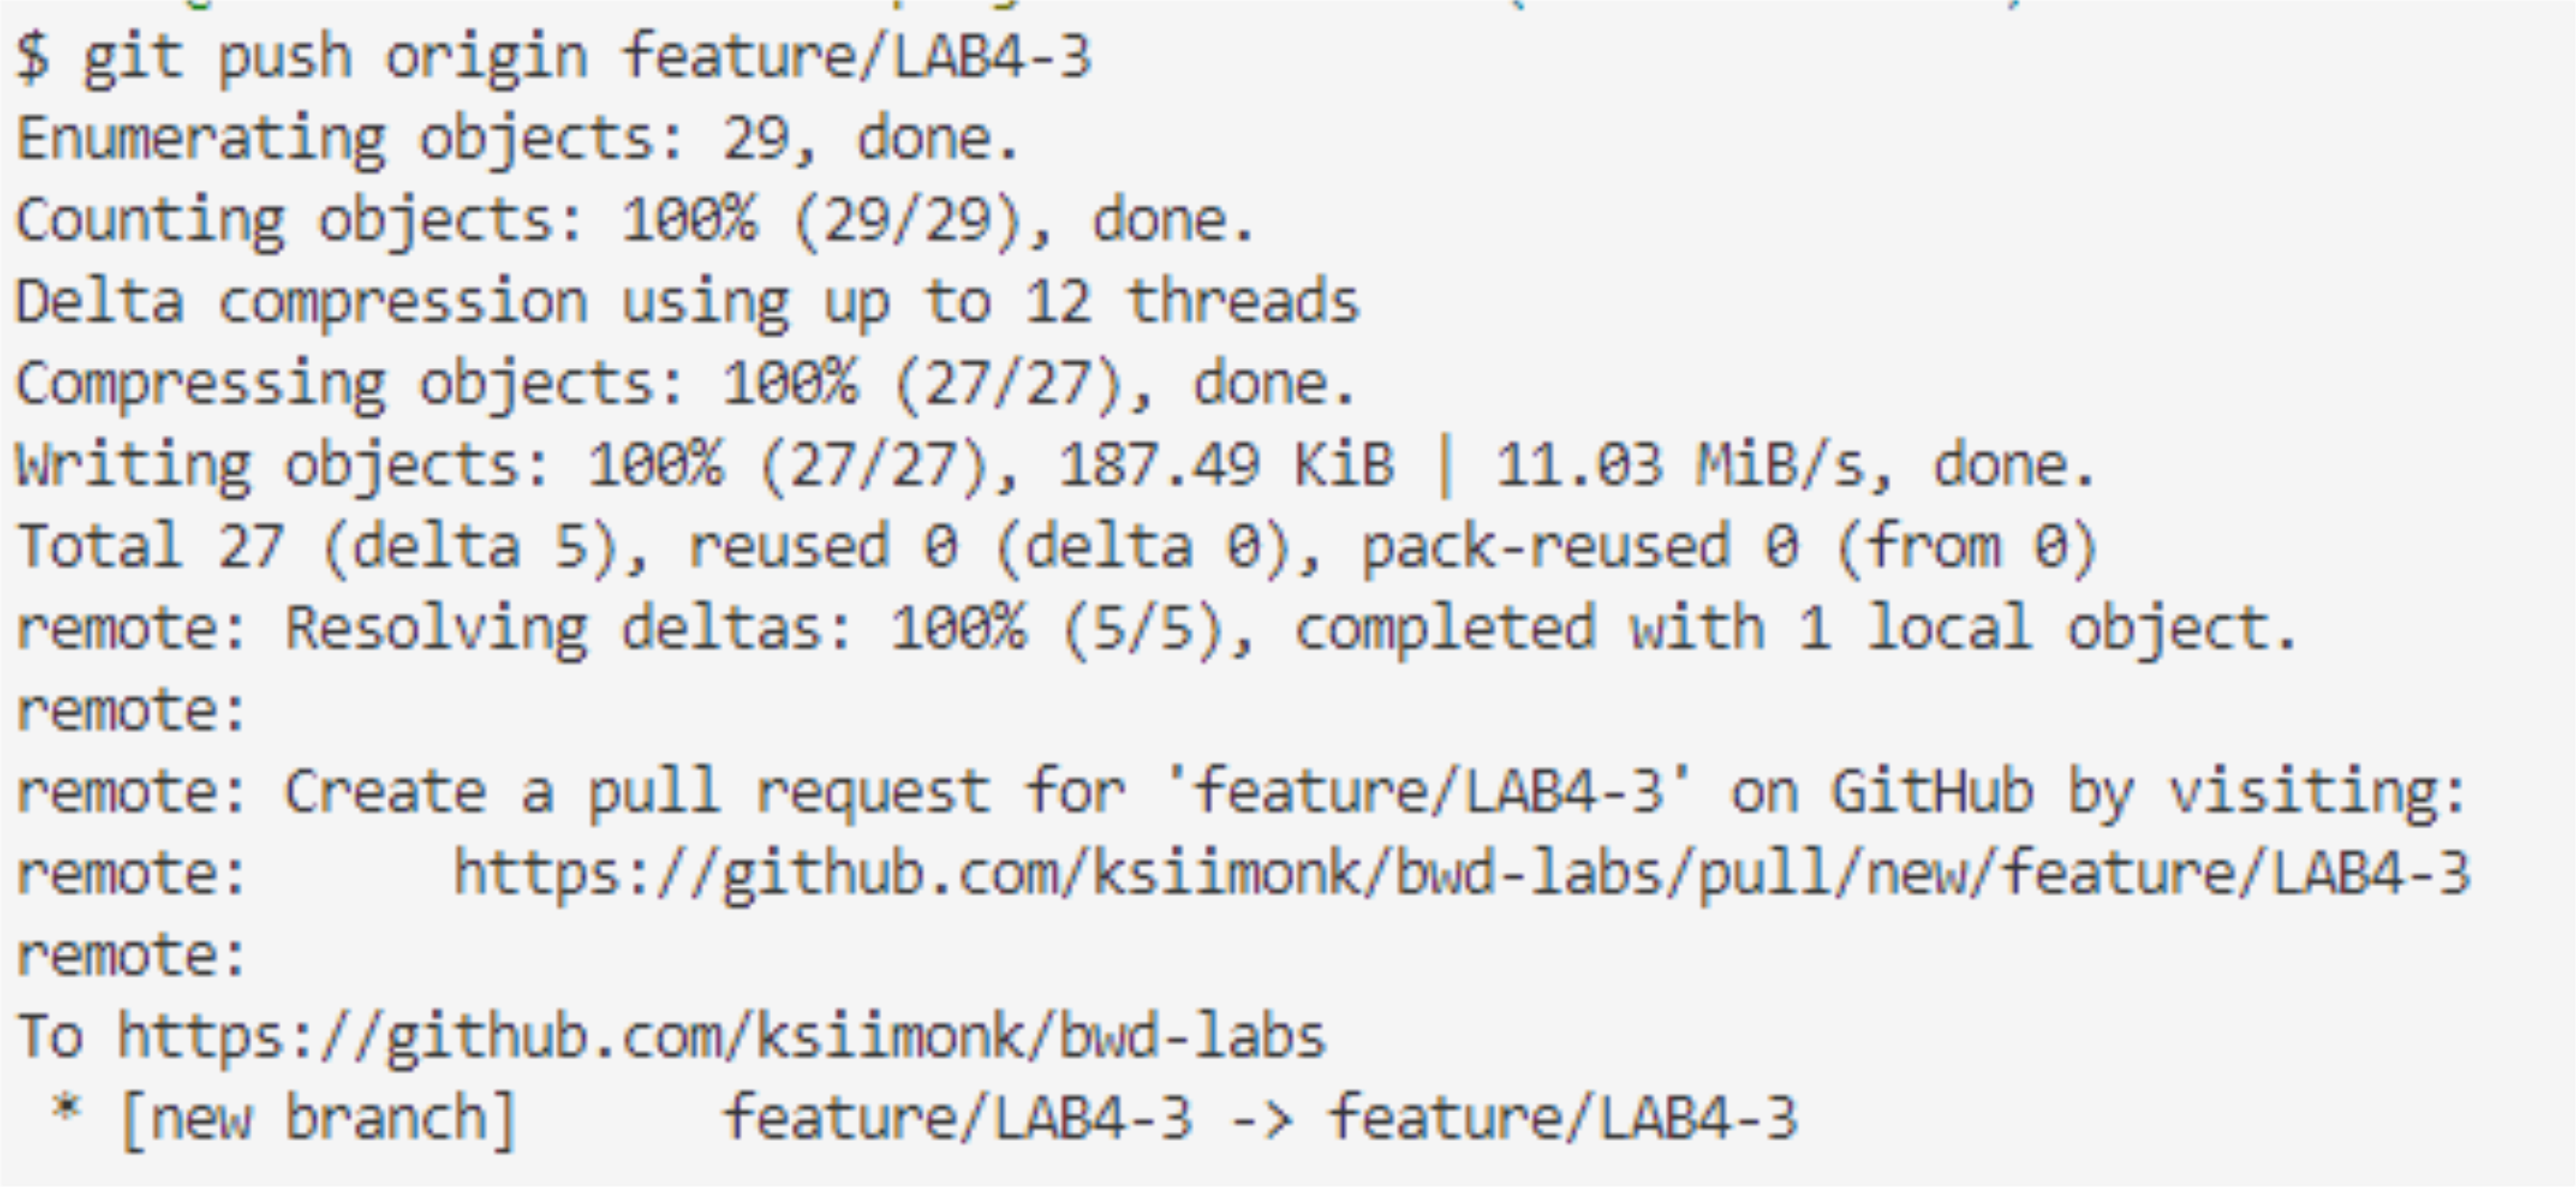 $ git push origin feature/LAB4-3
Enumerating objects: 29, done.
Counting objects: 100% (29/29), done.
Delta compression using up to 12 threads
Compressing objects: 100% (27/27), done.
Writing objects: 100% (27/27), 187.49 KiB | 11.03 MiB/s, done.
Total 27 (delta 5), reused 0 (delta 0), pack-reused 0 (from 0)
remote: Resolving deltas: 100% (5/5), completed with 1 local object.
remote:
remote: Create a pull request for 'feature/LAB4-3' on GitHub by visiting:
remote:      https://github.com/ksiimonk/bwd-labs/pull/new/feature/LAB4-3
remote:
To https://github.com/ksiimonk/bwd-labs
 * [new branch]      feature/LAB4-3 -> feature/LAB4-3